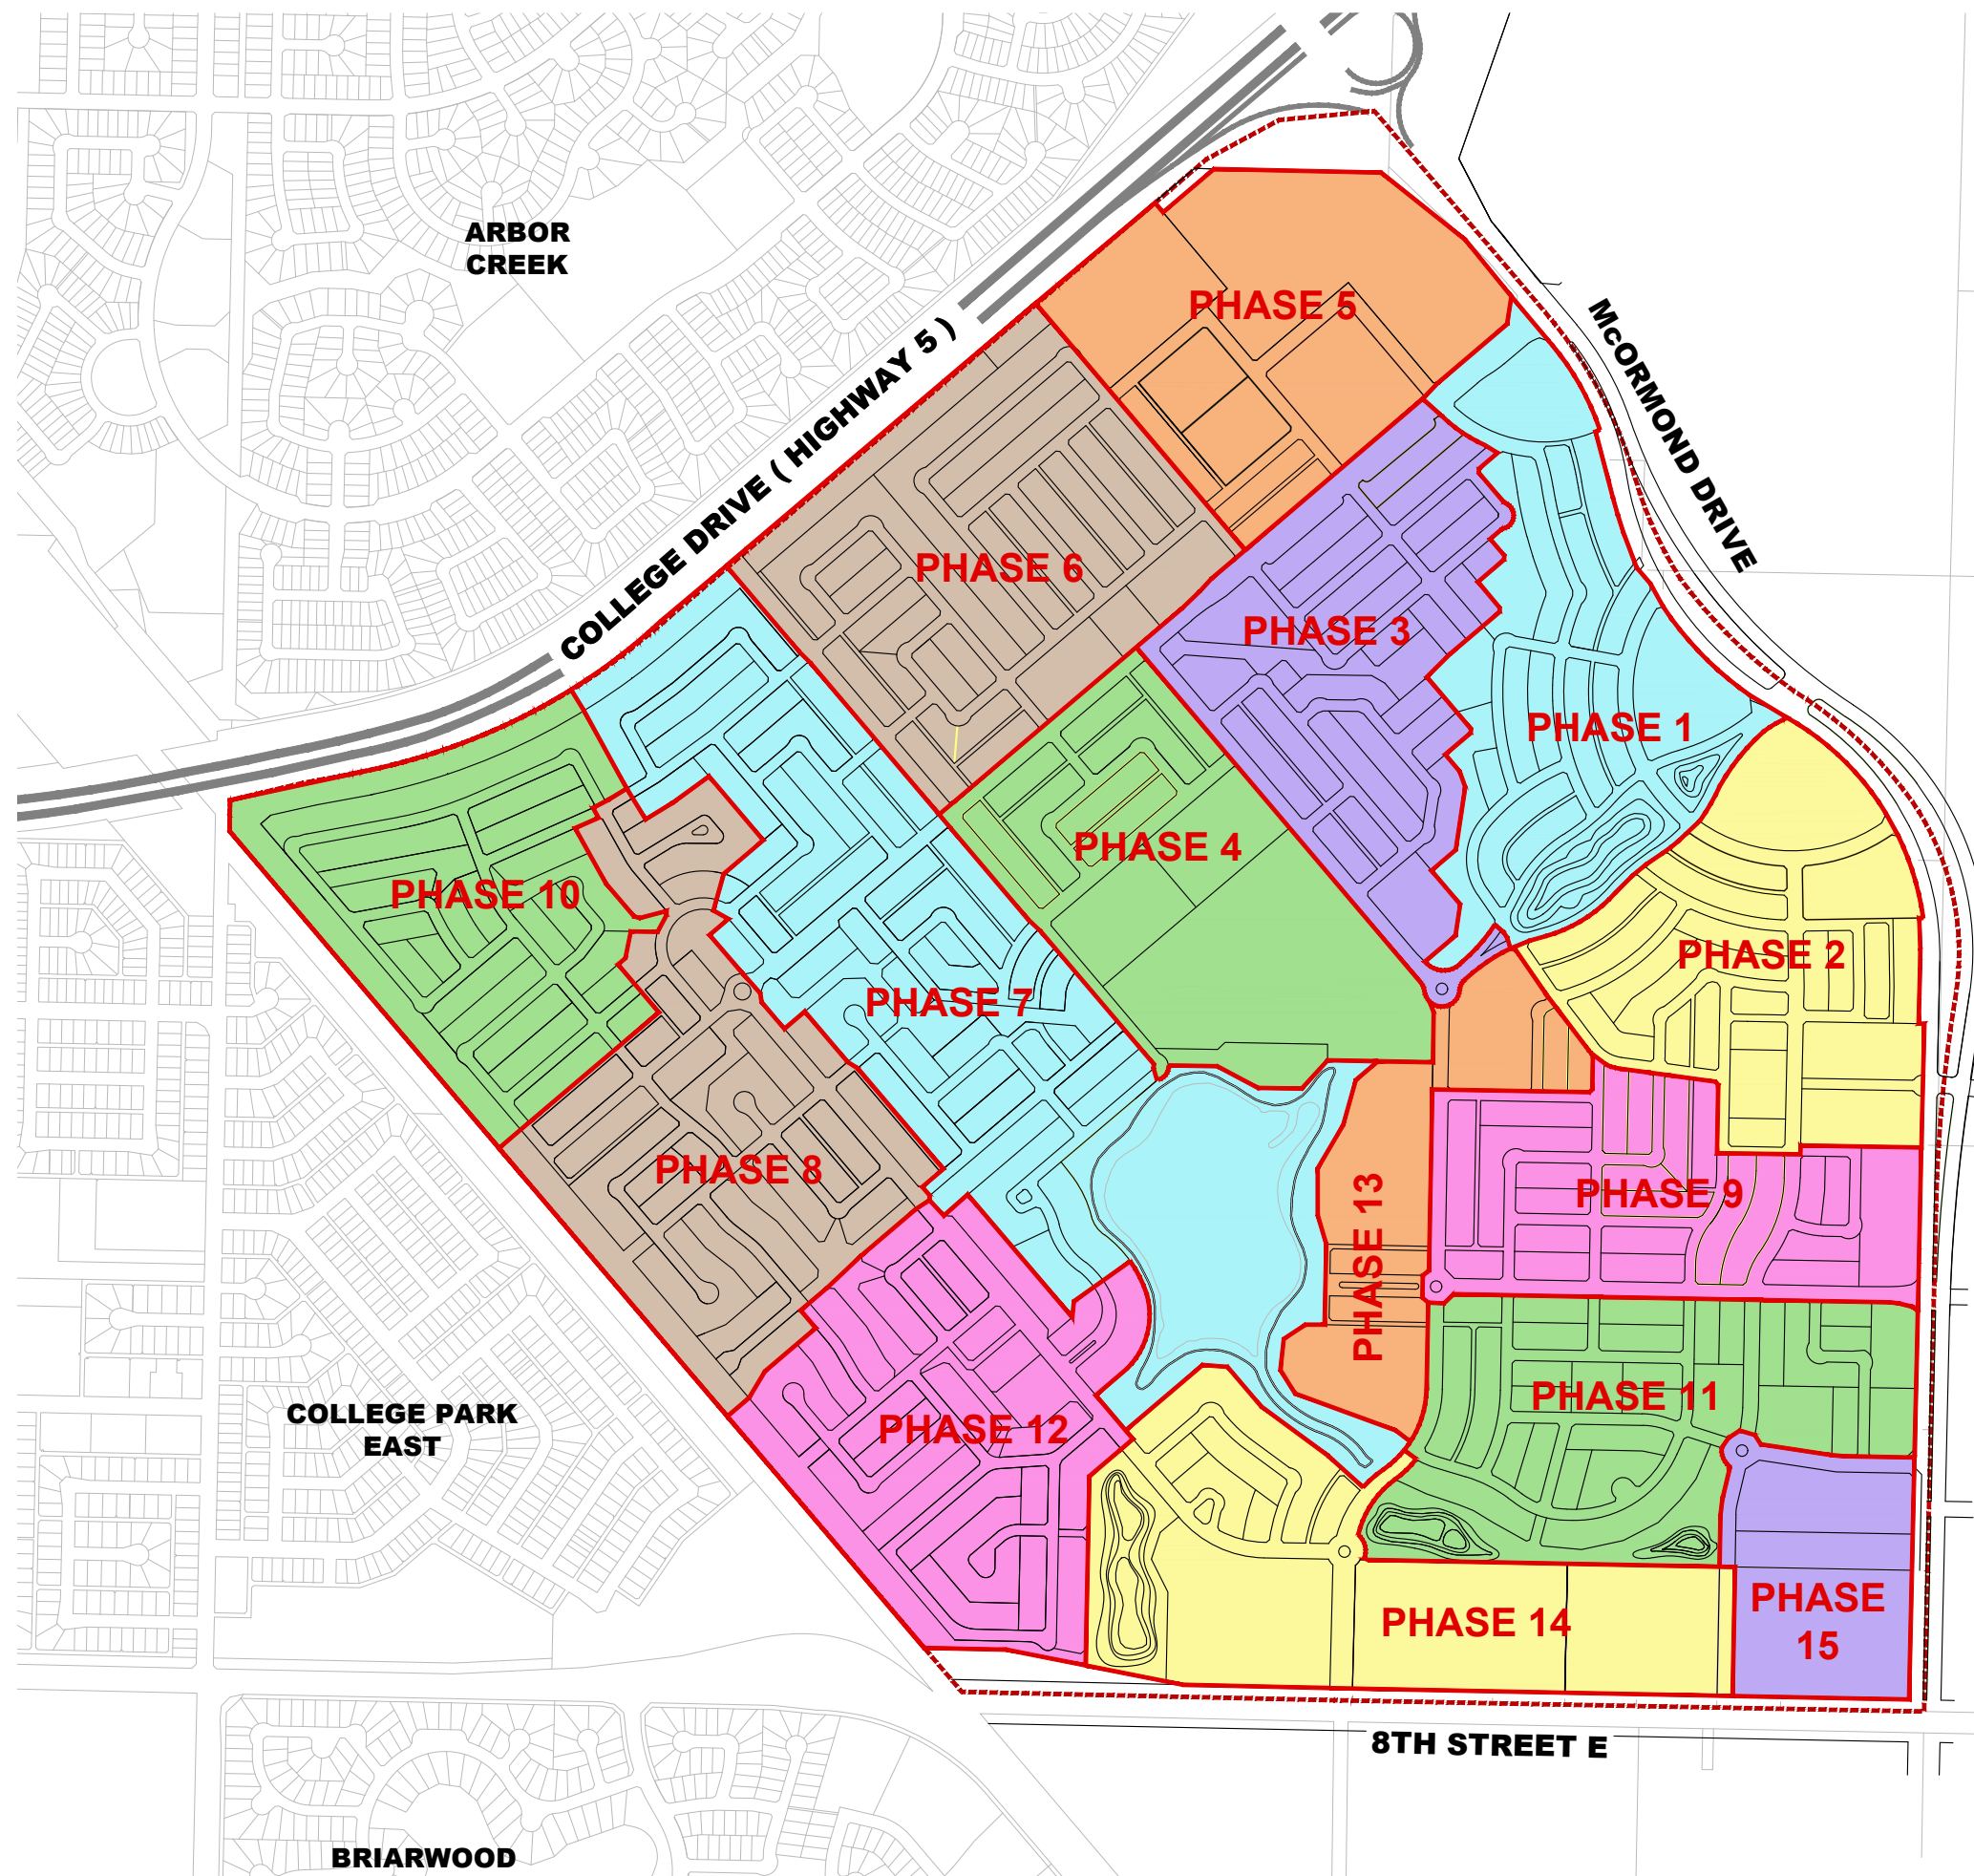 ARBOR
CREEK
COLLEGE DRIVE ( HIGHWAY 5 )
McCORMOND DRIVE
PHASE 5
PHASE 6
PHASE 3
PHASE 1
PHASE 4
PHASE 10
PHASE 2
PHASE 7
PHASE 8
PHASE 9
PHASE 13
PHASE 11
PHASE 12
COLLEGE PARK
EAST
PHASE 14
PHASE
15
8TH STREET E
BRIARWOOD